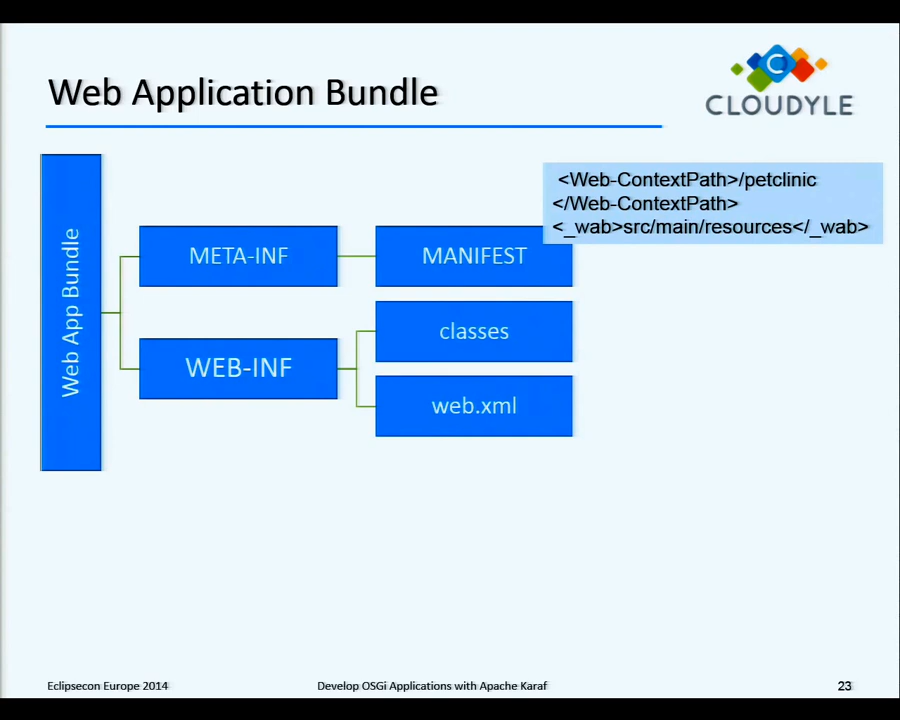 Web Application Bundle
CLOUDYLE
<Web-ContextPath>/petclinic
</Web-ContextPath>
<_wab>src/main/resources</_wab>
Web App Bundle
META-INF
MANIFEST
WEB-INF
classes
web.xml
Eclipsecon Europe 2014
Develop OSGi Applications with Apache Karaf
23